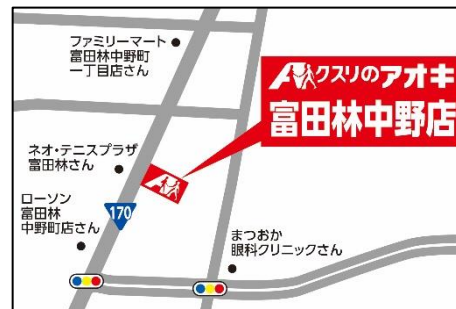 ファミリーマート
富田林中野町
一丁目店さん
クスリのアオキ
富田林中野店
ネオ・テニスプラザ
富田林さん
170
ローソン
富田林
中野町店さん
まつおか
眼科クリニックさん